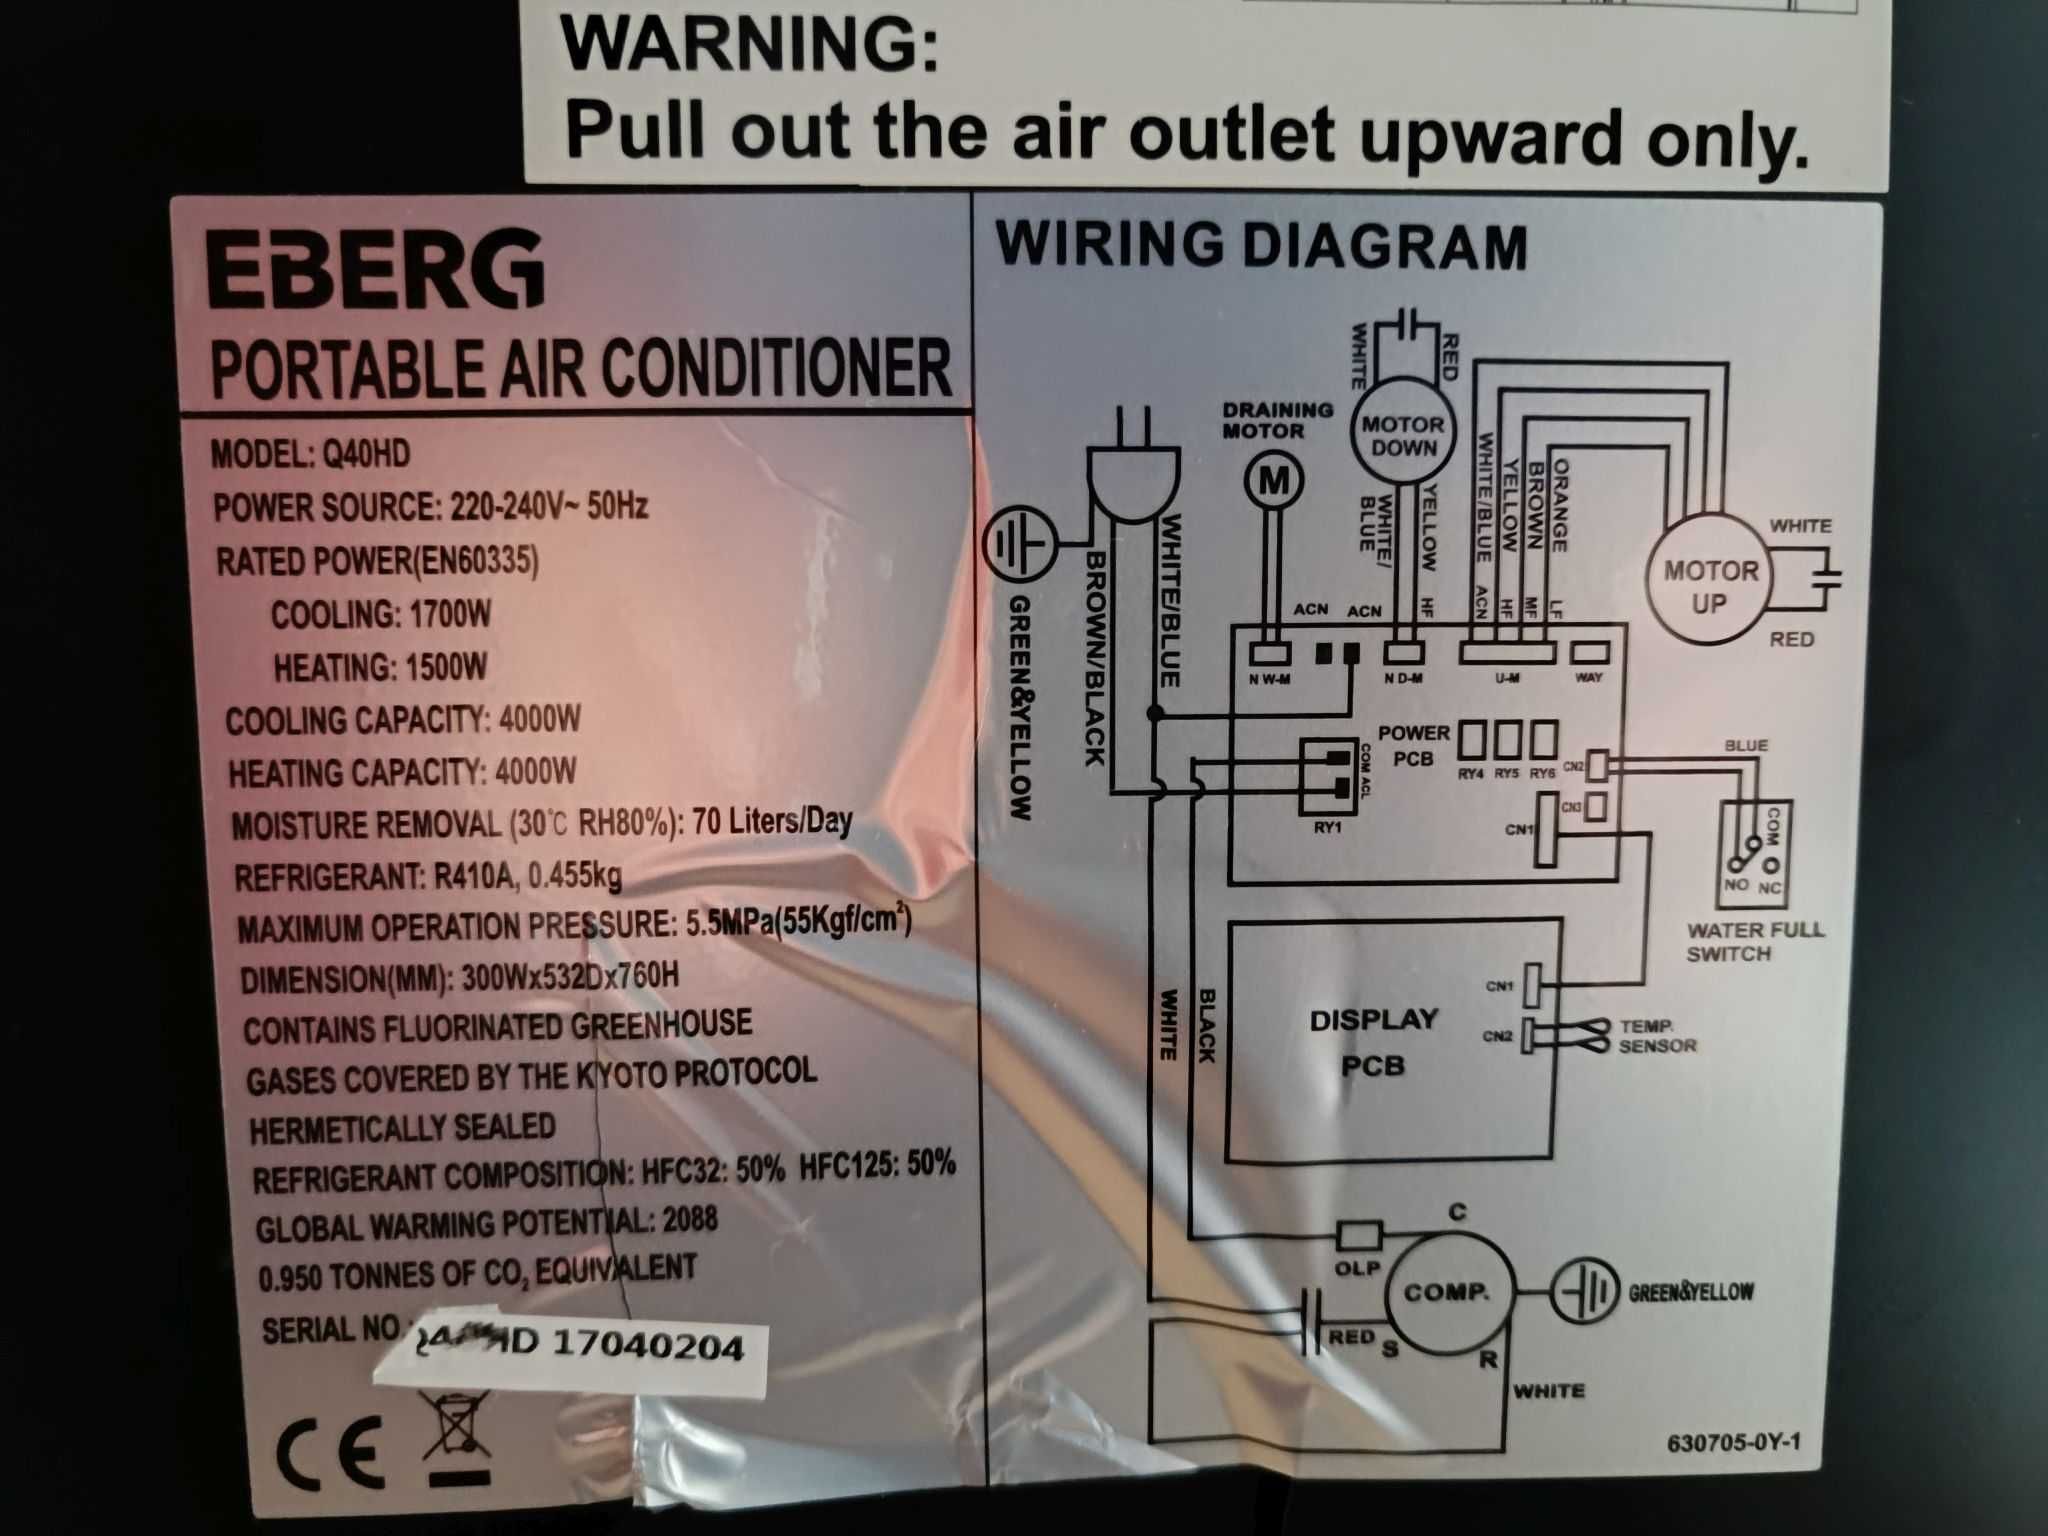 WARNING:
Pull out the air outlet upward only.
EBERG
PORTABLE AIR CONDITIONER
MODEL: Q40HD
POWER SOURCE: 220-240V~ 50Hz
RATED POWER(EN60335)
COOLING: 1700W
HEATING: 1500W
COOLING CAPACITY: 4000W
HEATING CAPACITY: 4000W
MOISTURE REMOVAL (30℃ RH80%): 70 Liters/Day
REFRIGERANT: R410A, 0.455kg
MAXIMUM OPERATION PRESSURE: 5.5MPa(55Kgf/cm²)
DIMENSION(MM): 300Wx532Dx760H
CONTAINS FLUORINATED GREENHOUSE
GASES COVERED BY THE KYOTO PROTOCOL
HERMETICALLY SEALED
REFRIGERANT COMPOSITION: HFC32: 50% HFC125: 50%
GLOBAL WARMING POTENTIAL: 2088
0.950 TONNES OF CO₂ EQUIVALENT
SERIAL NO.
17040204
CE
WIRING DIAGRAM
WHITE
RED
MOTOR
DOWN
DRAINING
MOTOR
M
WHITE/
BLUE
YELLOW
HF
WHITE/BLUE
YELLOW
BROWN
ORANGE
ACN
HF
MF
LF
MOTOR
UP
WHITE
RED
GREEN&YELLOW
BROWN/BLACK
WHITE/BLUE
ACN
ACN
N W-M
N D-M
U-M
WAY
POWER
PCB
RY4
RY5
RY6
CN2
CN3
CN1
COM ACL
RY1
BLUE
COM
NO
NC
WATER FULL
SWITCH
DISPLAY
PCB
CN1
CN2
TEMP.
SENSOR
WHITE
BLACK
OLP
C
COMP.
S
R
RED
GREEN&YELLOW
WHITE
630705-0Y-1